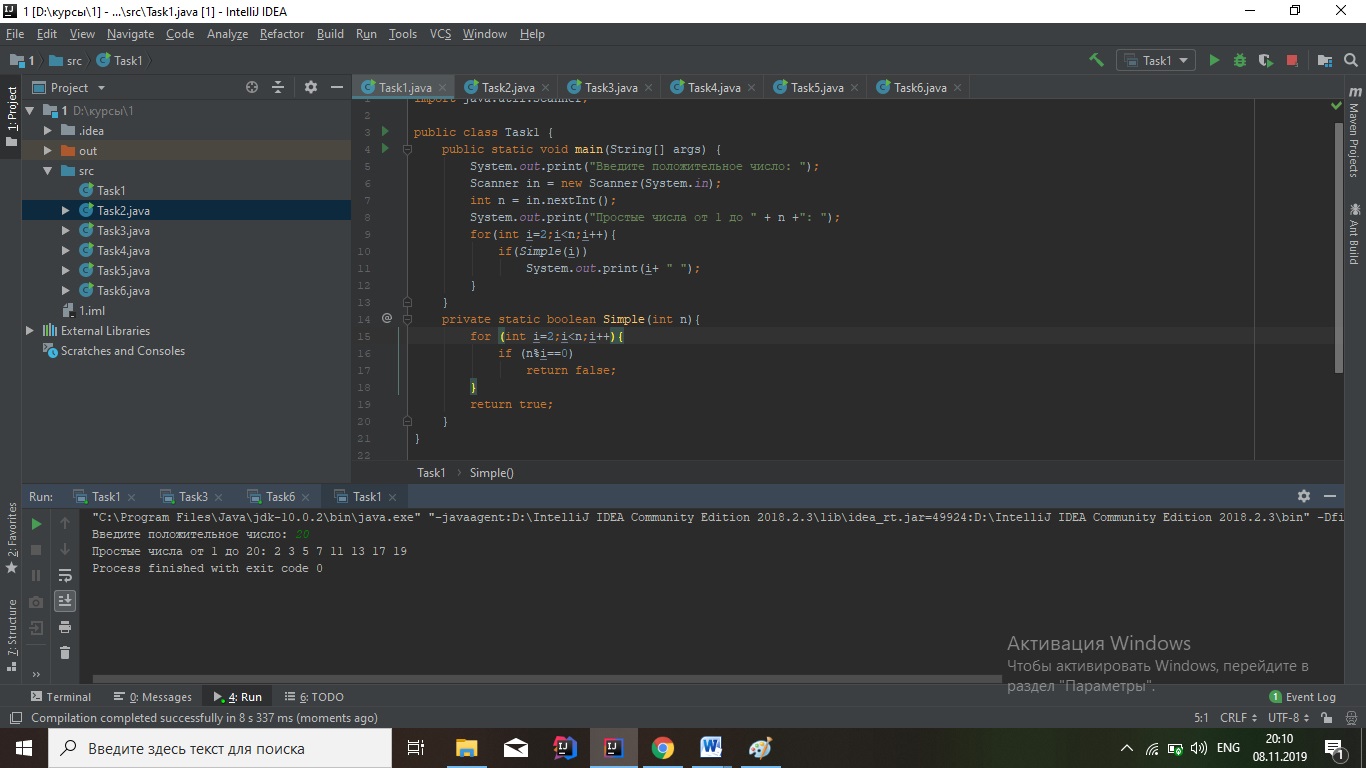 1 [D:\курсы\1] - ...\src\Task1.java [1] - IntelliJ IDEA
File Edit View Navigate Code Analyze Refactor Build Run Tools VCS Window Help
1 src Task1
Task1
1: Project
Project
1 D:\курсы\1
.idea
out
src
Task1
Task2.java
Task3.java
Task4.java
Task5.java
Task6.java
1.iml
External Libraries
Scratches and Consoles
Task1.java Task2.java Task3.java Task4.java Task5.java Task6.java
1 import java.util.Scanner;
2
3 public class Task1 {
4 public static void main(String[] args) {
5 System.out.print("Введите положительное число: ");
6 Scanner in = new Scanner(System.in);
7 int n = in.nextInt();
8 System.out.print("Простые числа от 1 до " + n +": ");
9 for(int i=2;i<n;i++){
10 if(Simple(i))
11 System.out.print(i+ " ");
12 }
13 }
14 @ private static boolean Simple(int n){
15 for (int i=2;i<n;i++){
16 if (n%i==0)
17 return false;
18 }
19 return true;
20 }
21 }
22
Task1 › Simple()
Maven Projects
Ant Build
Run: Task1 Task3 Task6 Task1
"C:\Program Files\Java\jdk-10.0.2\bin\java.exe" "-javaagent:D:\IntelliJ IDEA Community Edition 2018.2.3\lib\idea_rt.jar=49924:D:\IntelliJ IDEA Community Edition 2018.2.3\bin" -Dfi
Введите положительное число: 20
Простые числа от 1 до 20: 2 3 5 7 11 13 17 19
Process finished with exit code 0
2: Favorites
7: Structure
Активация Windows
Чтобы активировать Windows, перейдите в
раздел "Параметры".
Terminal 0: Messages 4: Run 6: TODO 1 Event Log
Compilation completed successfully in 8 s 337 ms (moments ago) 5:1 CRLF UTF-8
Введите здесь текст для поиска
ENG
20:10
08.11.2019
1